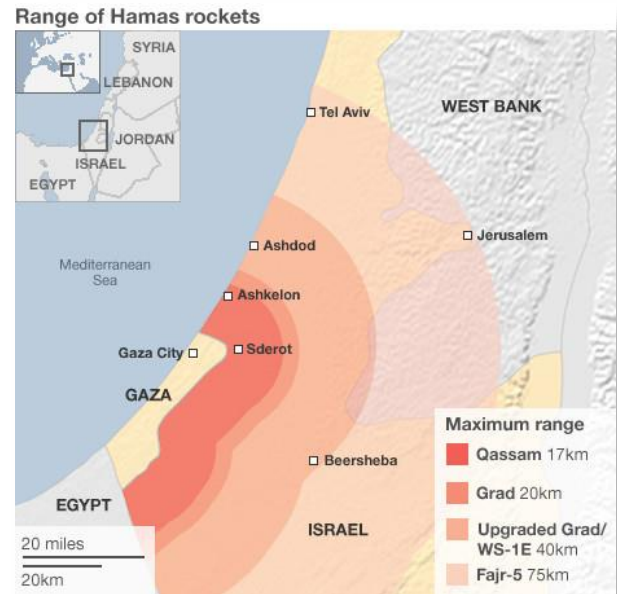 Range of Hamas rockets
SYRIA
LEBANON
JORDAN
ISRAEL
EGYPT
WEST BANK
Tel Aviv
Jerusalem
Ashdod
Mediterranean
Sea
Ashkelon
Gaza City
Sderot
GAZA
Beersheba
EGYPT
ISRAEL
20 miles
20km
Maximum range
Qassam 17km
Grad 20km
Upgraded Grad/
WS-1E 40km
Fajr-5 75km